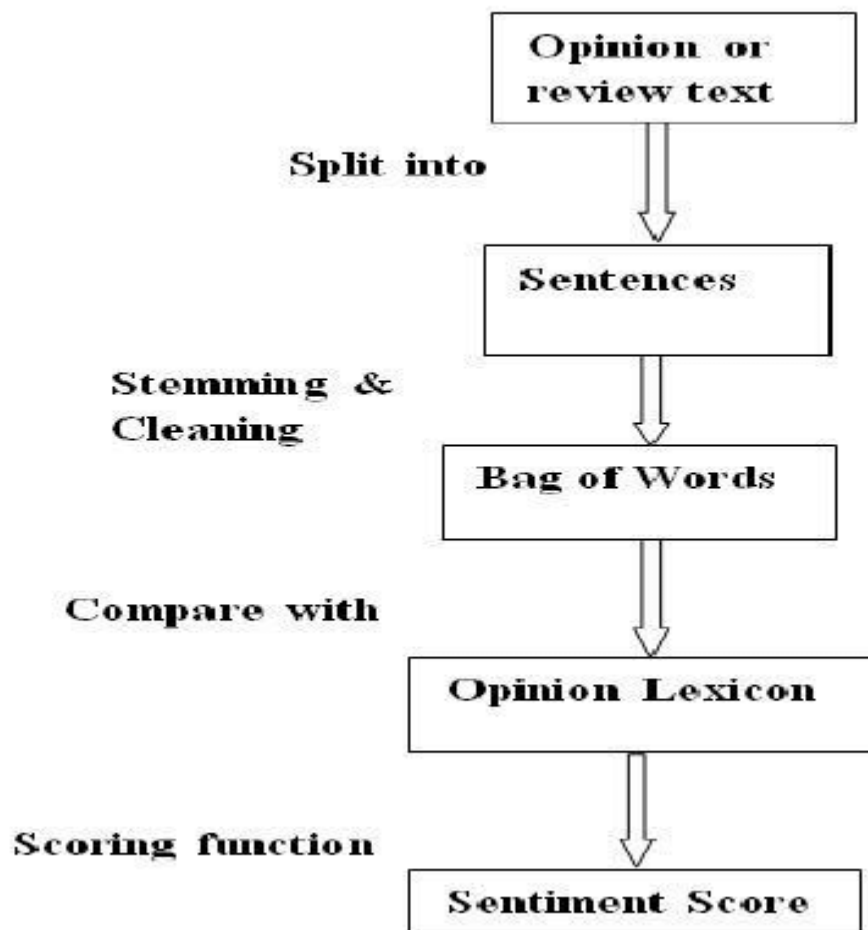 Opinion or
review text
Split into
Sentences
Stemming &
Cleaning
Bag of Words
Compare with
Opinion Lexicon
Scoring function
Sentiment Score